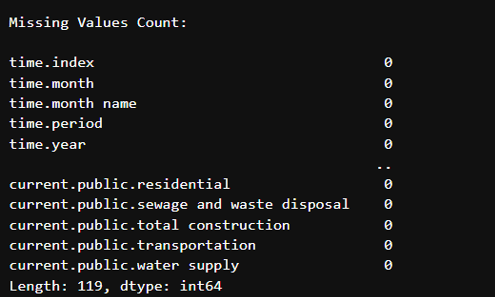 Missing Values Count:
time.index 0
time.month 0
time.month name 0
time.period 0
time.year 0
..
current.public.residential 0
current.public.sewage and waste disposal 0
current.public.total construction 0
current.public.transportation 0
current.public.water supply 0
Length: 119, dtype: int64